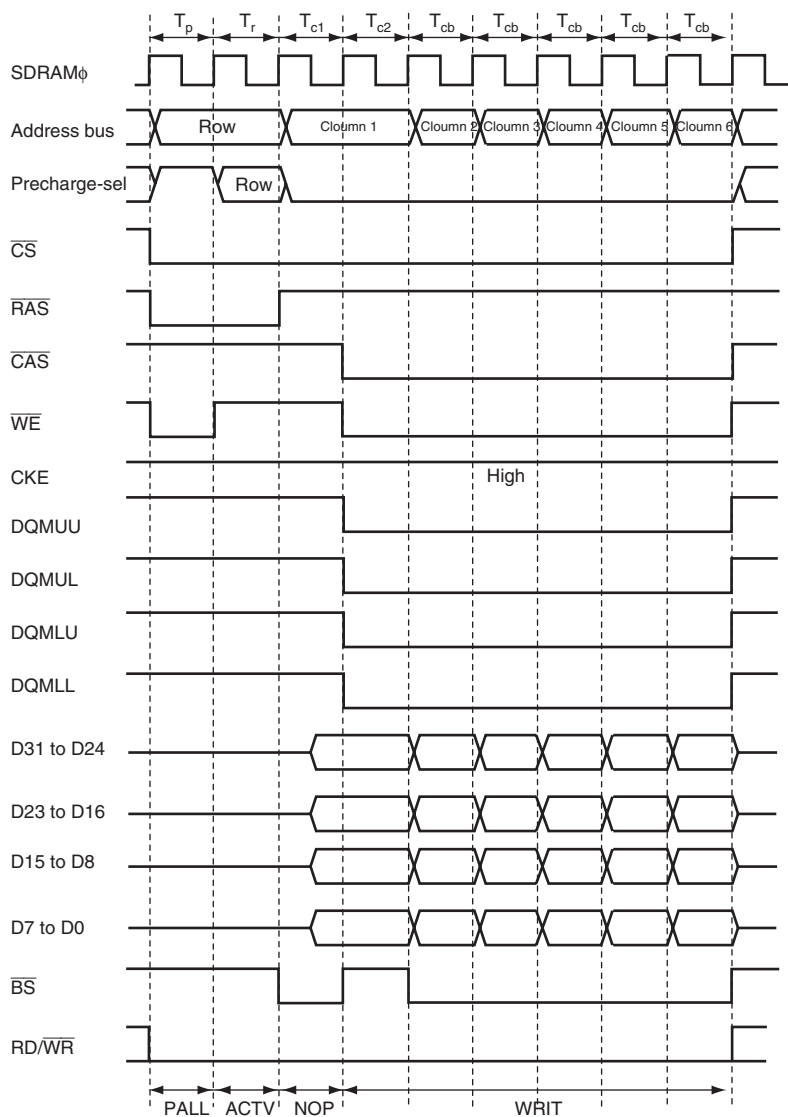 Tp Tr Tc1 Tc2 Tcb Tcb Tcb Tcb Tcb
SDRAMϕ
Address bus Row Cloumn 1 Cloumn 2 Cloumn 3 Cloumn 4 Cloumn 5 Cloumn 6
Precharge-sel Row
CS
RAS
CAS
WE
CKE High
DQMUU
DQMUL
DQMLU
DQMLL
D31 to D24
D23 to D16
D15 to D8
D7 to D0
BS
RD/WR
PALL ACTV NOP WRIT